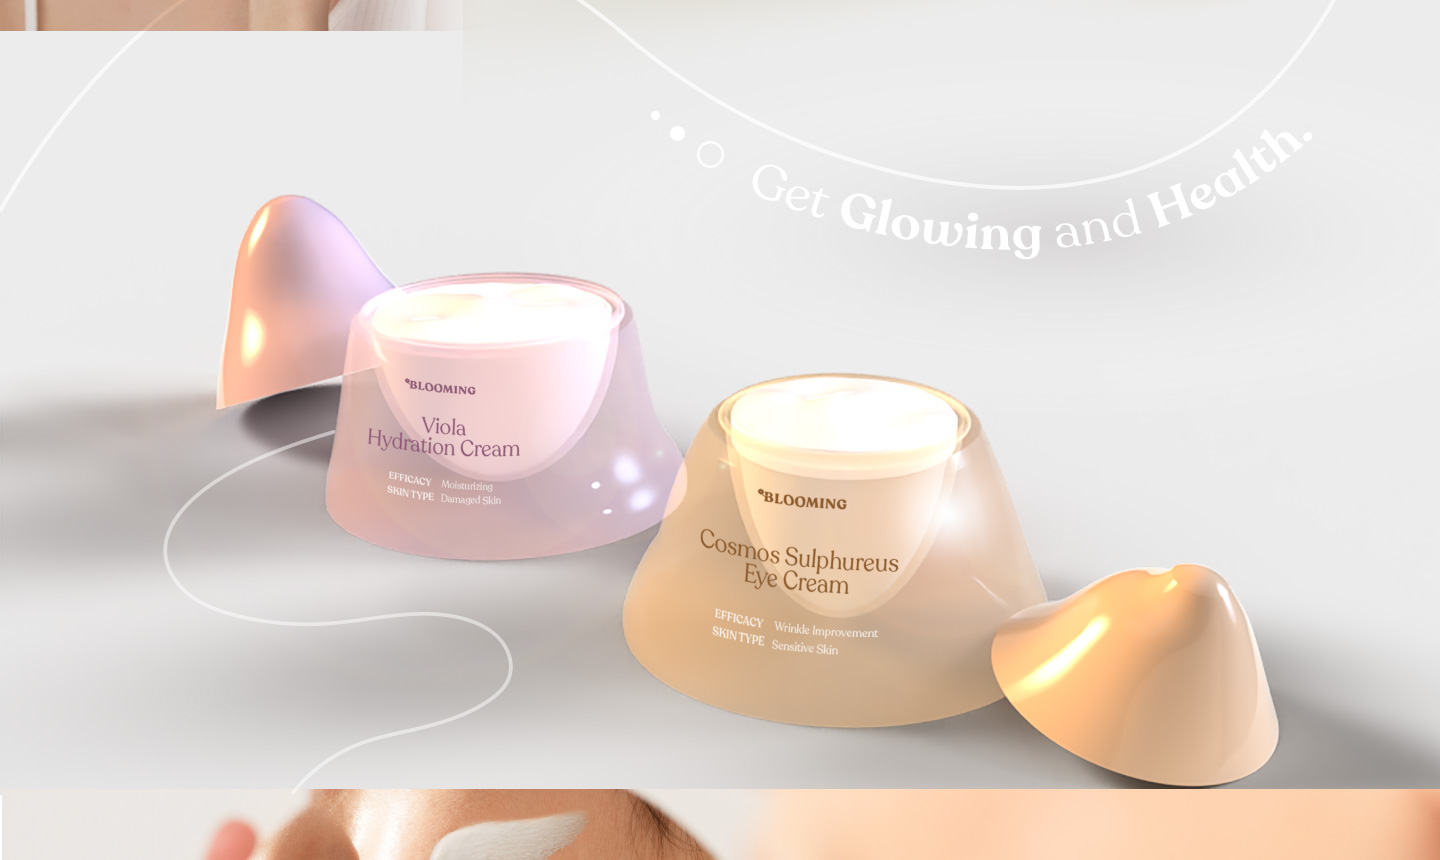 Get Glowing and Health.
BLOOMING
Viola
Hydration Cream
EFFICACY Moisturizing
SKIN TYPE Damaged Skin
BLOOMING
Cosmos Sulphureus
Eye Cream
EFFICACY Wrinkle Improvement
SKIN TYPE Sensitive Skin